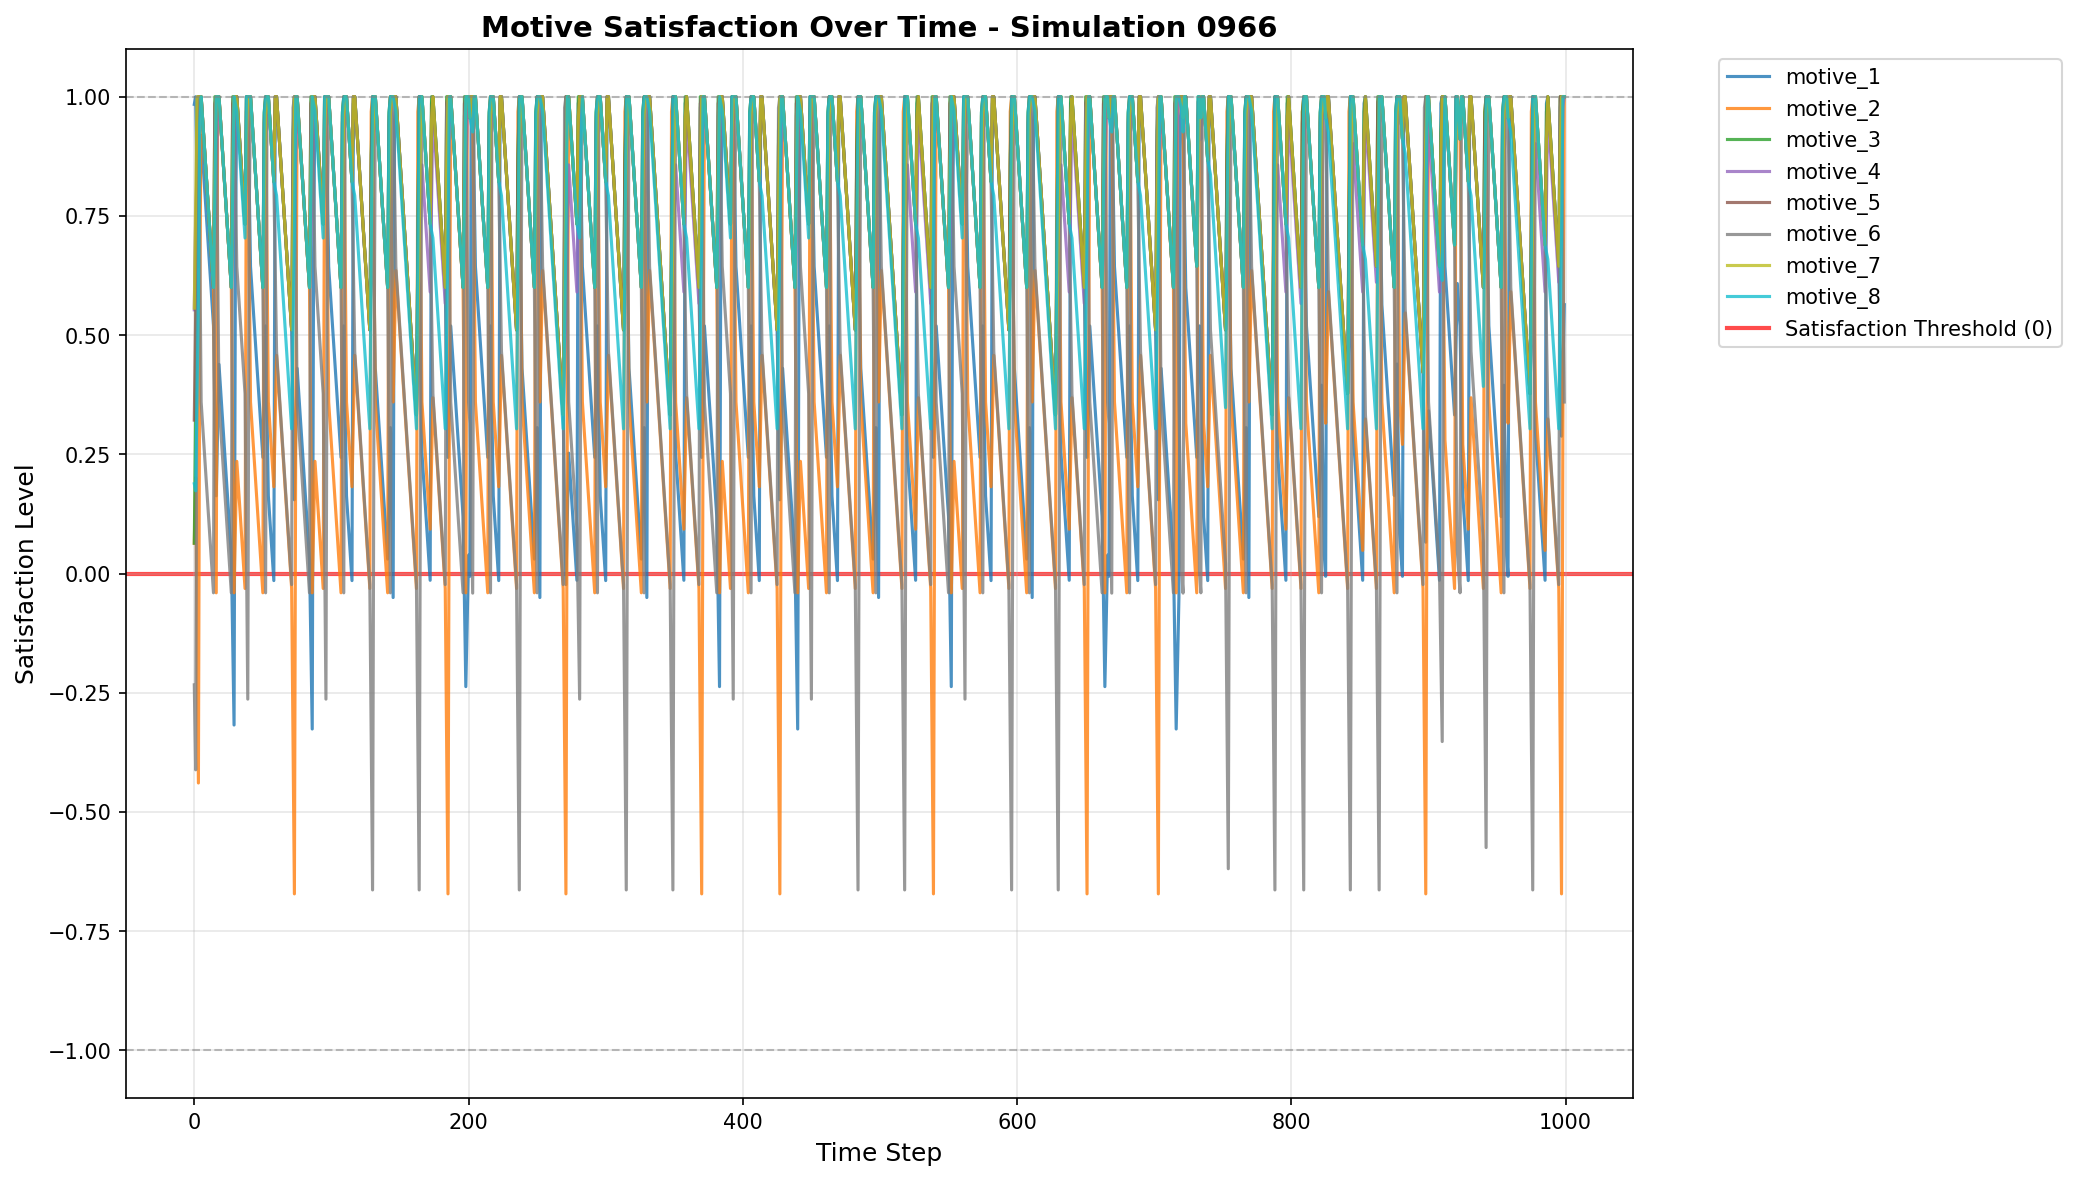 Motive Satisfaction Over Time - Simulation 0966
Satisfaction Level
1.00
0.75
0.50
0.25
0.00
−0.25
−0.50
−0.75
−1.00
0 200 400 600 800 1000
Time Step
motive_1
motive_2
motive_3
motive_4
motive_5
motive_6
motive_7
motive_8
Satisfaction Threshold (0)